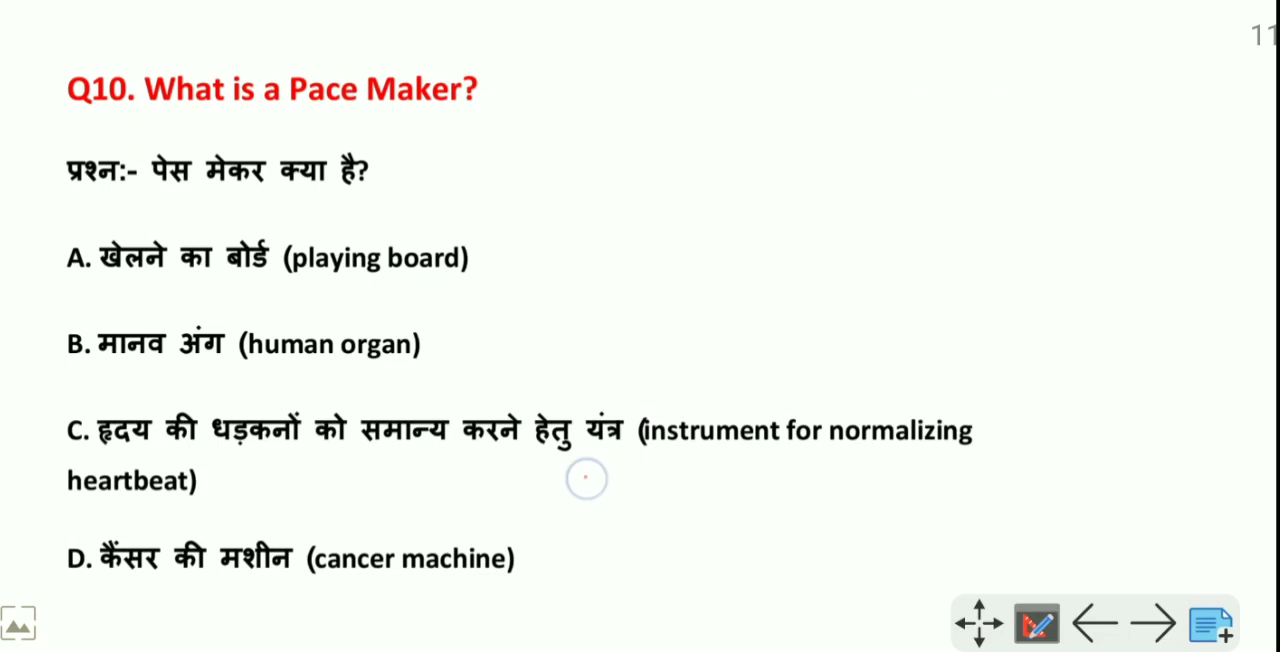 11
Q10. What is a Pace Maker?
प्रश्न:- पेस मेकर क्या है?
A. खेलने का बोर्ड (playing board)
B. मानव अंग (human organ)
C. हृदय की धड़कनों को समान्य करने हेतु यंत्र (instrument for normalizing
heartbeat)
D. कैंसर की मशीन (cancer machine)